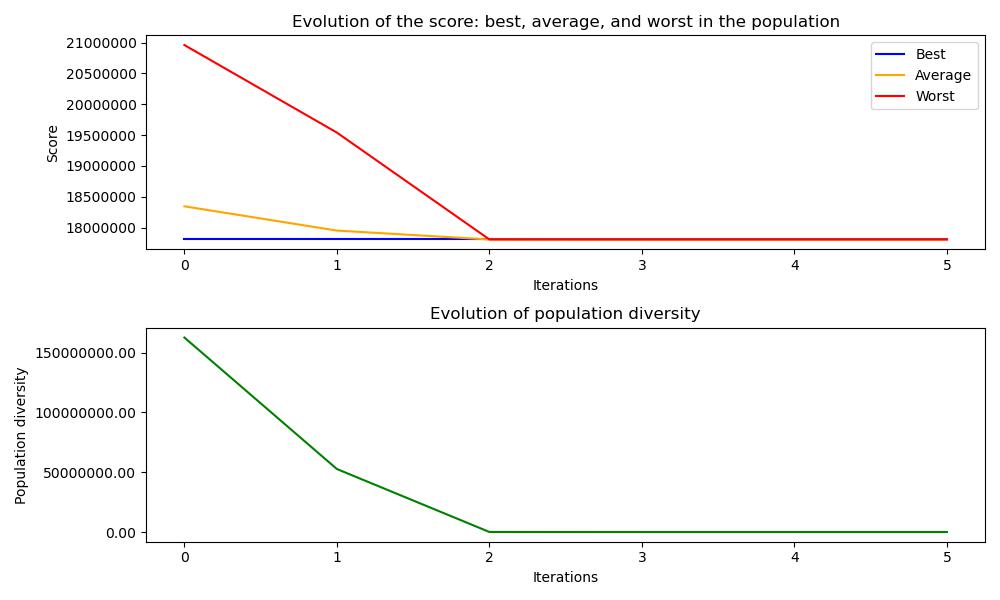 Evolution of the score: best, average, and worst in the population
21000000
20500000
20000000
19500000
19000000
18500000
18000000
Score
Best
Average
Worst
0 1 2 3 4 5
Iterations
Evolution of population diversity
150000000.00
100000000.00
50000000.00
0.00
Population diversity
0 1 2 3 4 5
Iterations